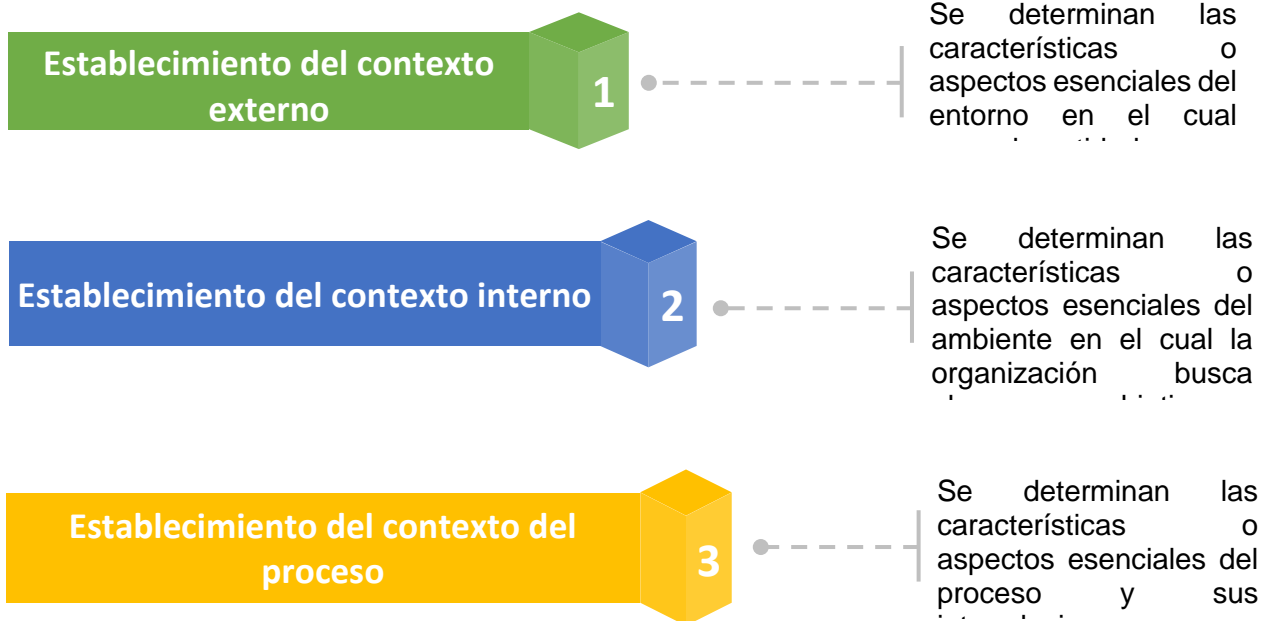 Establecimiento del contexto
externo
1
Se determinan las
características o
aspectos esenciales del
entorno en el cual
Establecimiento del contexto interno
2
Se determinan las
características o
aspectos esenciales del
ambiente en el cual la
organización busca
Establecimiento del contexto del
proceso
3
Se determinan las
características o
aspectos esenciales del
proceso y sus